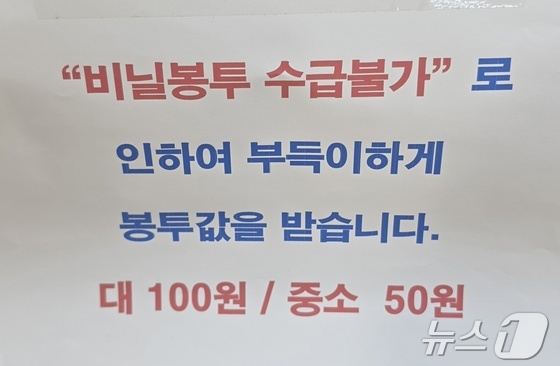 “비닐봉투 수급불가” 로
인하여 부득이하게
봉투값을 받습니다.
대 100원 / 중소 50원
뉴스1